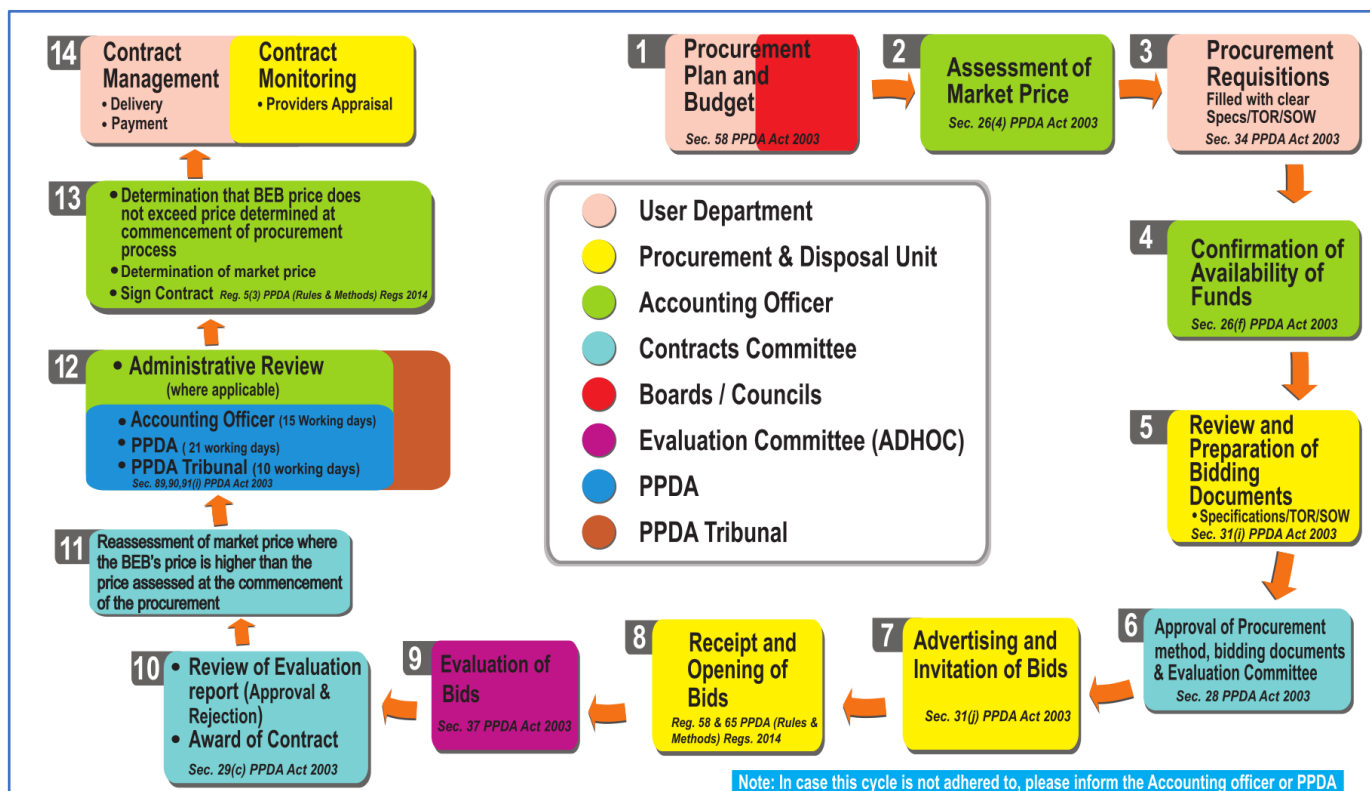 1
Procurement
Plan and
Budget
Sec. 58 PPDA Act 2003
2
Assessment of
Market Price
Sec. 26(4) PPDA Act 2003
3
Procurement
Requisitions
Filled with clear
Specs/TOR/SOW
Sec. 34 PPDA Act 2003
4
Confirmation of
Availability of
Funds
Sec. 26(f) PPDA Act 2003
5
Review and
Preparation of
Bidding
Documents
• Specifications/TOR/SOW
Sec. 31(i) PPDA Act 2003
6
Approval of Procurement
method, bidding documents
& Evaluation Committee
Sec. 28 PPDA Act 2003
7
Advertising and
Invitation of Bids
Sec. 31(j) PPDA Act 2003
8
Receipt and
Opening of
Bids
Reg. 58 & 65 PPDA (Rules &
Methods) Regs. 2014
9
Evaluation of
Bids
Sec. 37 PPDA Act 2003
10
• Review of Evaluation
report (Approval &
Rejection)
• Award of Contract
Sec. 29(c) PPDA Act 2003
11
Reassessment of market price where
the BEB's price is higher than the
price assessed at the commencement
of the procurement
12
• Administrative Review
(where applicable)
• Accounting Officer (15 Working days)
• PPDA ( 21 working days)
• PPDA Tribunal (10 working days)
Sec. 89,90,91(i) PPDA Act 2003
13
• Determination that BEB price does
not exceed price determined at
commencement of procurement
process
• Determination of market price
• Sign Contract Reg. 5(3) PPDA (Rules & Methods) Regs 2014
14
Contract
Management
• Delivery
• Payment
Contract
Monitoring
• Providers Appraisal
User Department
Procurement & Disposal Unit
Accounting Officer
Contracts Committee
Boards / Councils
Evaluation Committee (ADHOC)
PPDA
PPDA Tribunal
Note: In case this cycle is not adhered to, please inform the Accounting officer or PPDA